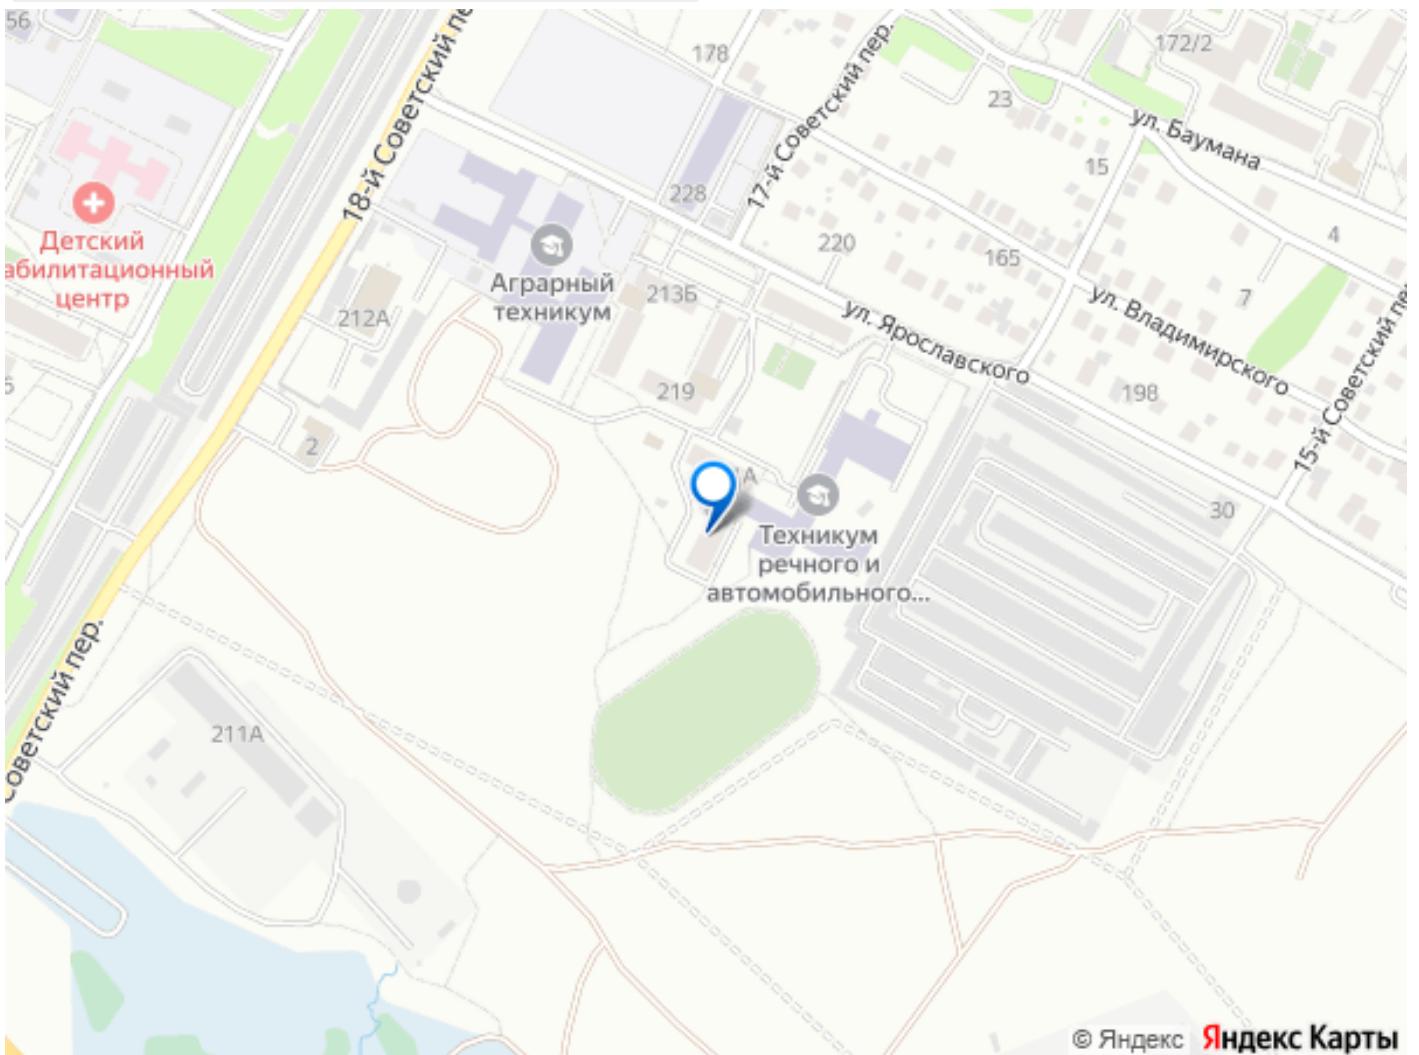 56
178
172/2
18-й Советский пе
17-й Советский пер.
23
ул. Баумана
15
228
Детский
абилитационный
центр
220
4
165
Аграрный
техникум
213Б
7
ул. Владимирского
212А
ул. Ярославского
219
198
15-й Советский пе
2
1А
30
Техникум
речного и
автомобильного...
Советский пер.
211А
© Яндекс Яндекс Карты